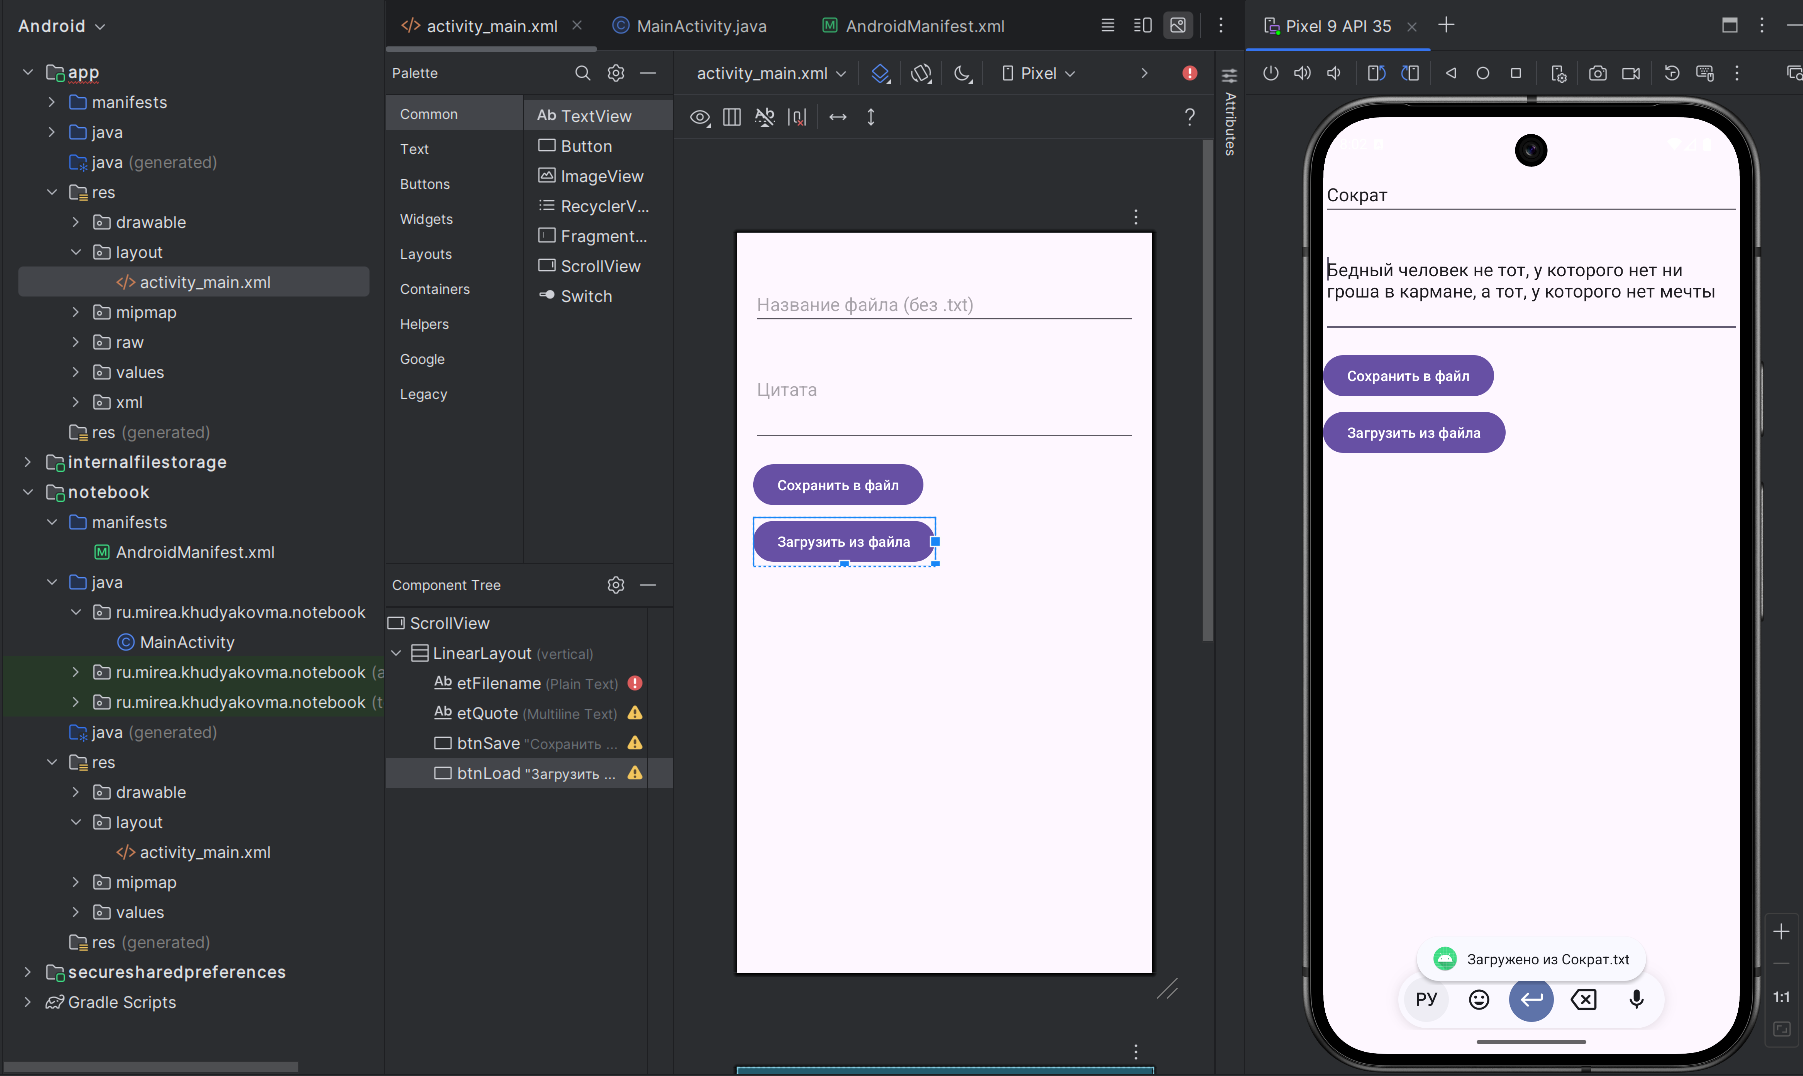 Android
app
manifests
java
java (generated)
res
drawable
layout
activity_main.xml
mipmap
raw
values
xml
res (generated)
internalfilestorage
notebook
manifests
AndroidManifest.xml
java
ru.mirea.khudyakovma.notebook
MainActivity
ru.mirea.khudyakovma.notebook (a
ru.mirea.khudyakovma.notebook (t
java (generated)
res
drawable
layout
activity_main.xml
mipmap
values
res (generated)
securesharedpreferences
Gradle Scripts
activity_main.xml
MainActivity.java
AndroidManifest.xml
Palette
Common
Text
Buttons
Widgets
Layouts
Containers
Helpers
Google
Legacy
Ab TextView
Button
ImageView
RecyclerV...
Fragment...
ScrollView
Switch
Component Tree
ScrollView
LinearLayout (vertical)
Ab etFilename (Plain Text)
Ab etQuote (Multiline Text)
btnSave "Сохранить ...
btnLoad "Загрузить ...
activity_main.xml
Pixel
Название файла (без .txt)
Цитата
Сохранить в файл
Загрузить из файла
Attributes
Pixel 9 API 35
Сократ
Бедный человек не тот, у которого нет ни
гроша в кармане, а тот, у которого нет мечты
Сохранить в файл
Загрузить из файла
Загружено из Сократ.txt
РУ
1:1